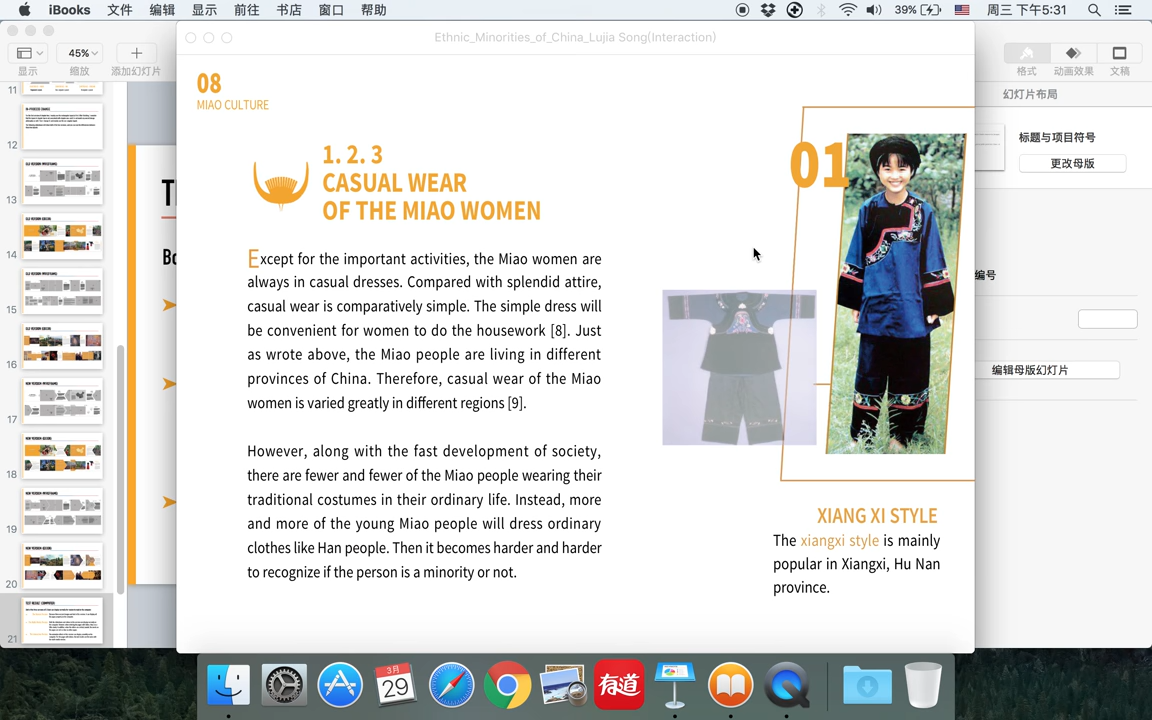 iBooks 文件 编辑 显示 前往 书店 窗口 帮助
39%
周三 下午5:31
Ethnic_Minorities_of_China_Lujia Song(Interaction)
45%
显示 缩放 添加幻灯片
格式 动画效果 文稿
幻灯片布局
标题与项目符号
更改母版
编号
编辑母版幻灯片
11
12
13
14
15
16
17
18
19
20
21
08
MIAO CULTURE
1. 2. 3
CASUAL WEAR
OF THE MIAO WOMEN
Except for the important activities, the Miao women are
always in casual dresses. Compared with splendid attire,
casual wear is comparatively simple. The simple dress will
be convenient for women to do the housework [8]. Just
as wrote above, the Miao people are living in different
provinces of China. Therefore, casual wear of the Miao
women is varied greatly in different regions [9].
However, along with the fast development of society,
there are fewer and fewer of the Miao people wearing their
traditional costumes in their ordinary life. Instead, more
and more of the young Miao people will dress ordinary
clothes like Han people. Then it becomes harder and harder
to recognize if the person is a minority or not.
01
XIANG XI STYLE
The xiangxi style is mainly
popular in Xiangxi, Hu Nan
province.
3月
29
有道